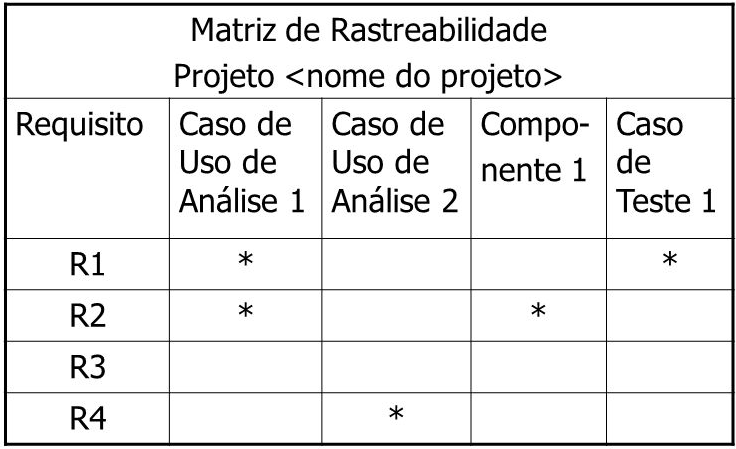 Matriz de Rastreabilidade
Projeto <nome do projeto>
Requisito
Caso de
Uso de
Análise 1
Caso de
Uso de
Análise 2
Compo-
nente 1
Caso
de
Teste 1
R1 * *
R2 * *
R3
R4 *